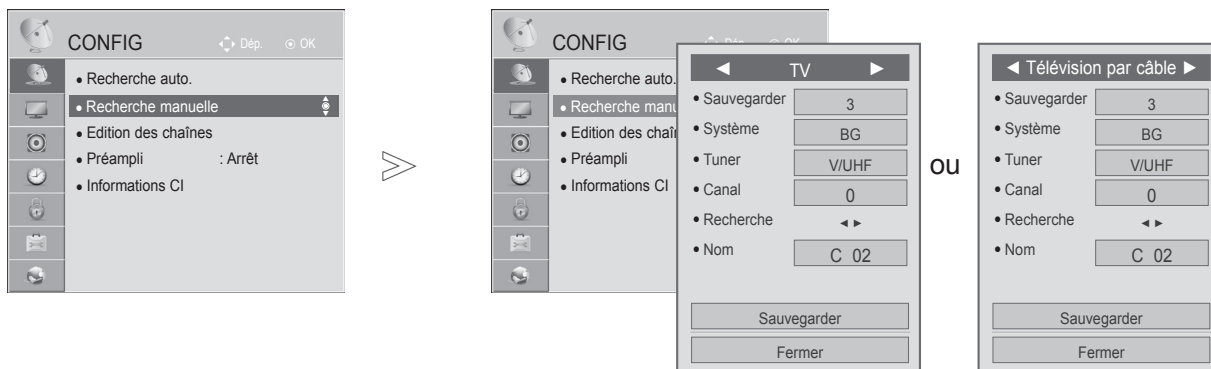 CONFIG
Dép.
OK
• Recherche auto.
• Recherche manuelle
• Edition des chaînes
• Préampli : Arrêt
• Informations CI
CONFIG
• Recherche auto.
• Recherche manu
• Edition des chaî
• Préampli
• Informations CI
◄ TV ►
• Sauvegarder 3
• Système BG
• Tuner V/UHF
• Canal 0
• Recherche ◄ ►
• Nom C 02
Sauvegarder
Fermer
ou
◄ Télévision par câble ►
• Sauvegarder 3
• Système BG
• Tuner V/UHF
• Canal 0
• Recherche ◄ ►
• Nom C 02
Sauvegarder
Fermer